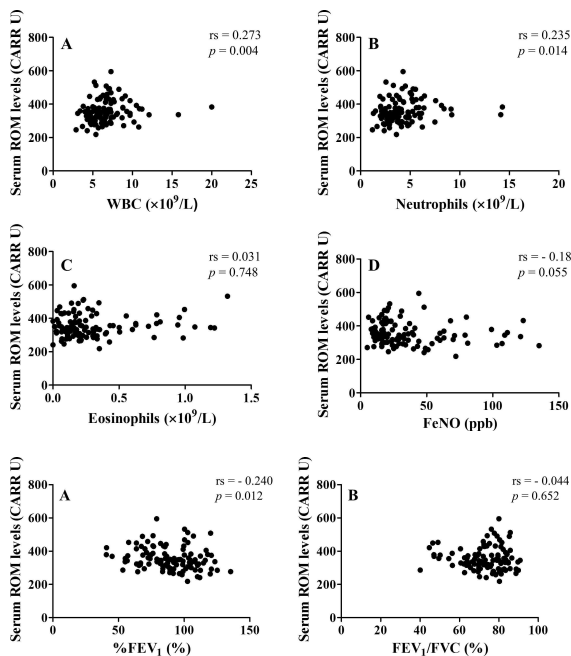 A
rs = 0.273
p = 0.004
Serum ROM levels (CARR U)
800
600
400
200
0
0 5 10 15 20 25
WBC (×10⁹/L)
B
rs = 0.235
p = 0.014
Serum ROM levels (CARR U)
800
600
400
200
0
0 5 10 15 20
Neutrophils (×10⁹/L)
C
rs = 0.031
p = 0.748
Serum ROM levels (CARR U)
800
600
400
200
0
0.0 0.5 1.0 1.5
Eosinophils (×10⁹/L)
D
rs = - 0.18
p = 0.055
Serum ROM levels (CARR U)
800
600
400
200
0
0 50 100 150
FeNO (ppb)
A
rs = - 0.240
p = 0.012
Serum ROM levels (CARR U)
800
600
400
200
0
0 50 100 150
%FEV₁ (%)
B
rs = - 0.044
p = 0.652
Serum ROM levels (CARR U)
800
600
400
200
0
0 20 40 60 80 100
FEV₁/FVC (%)